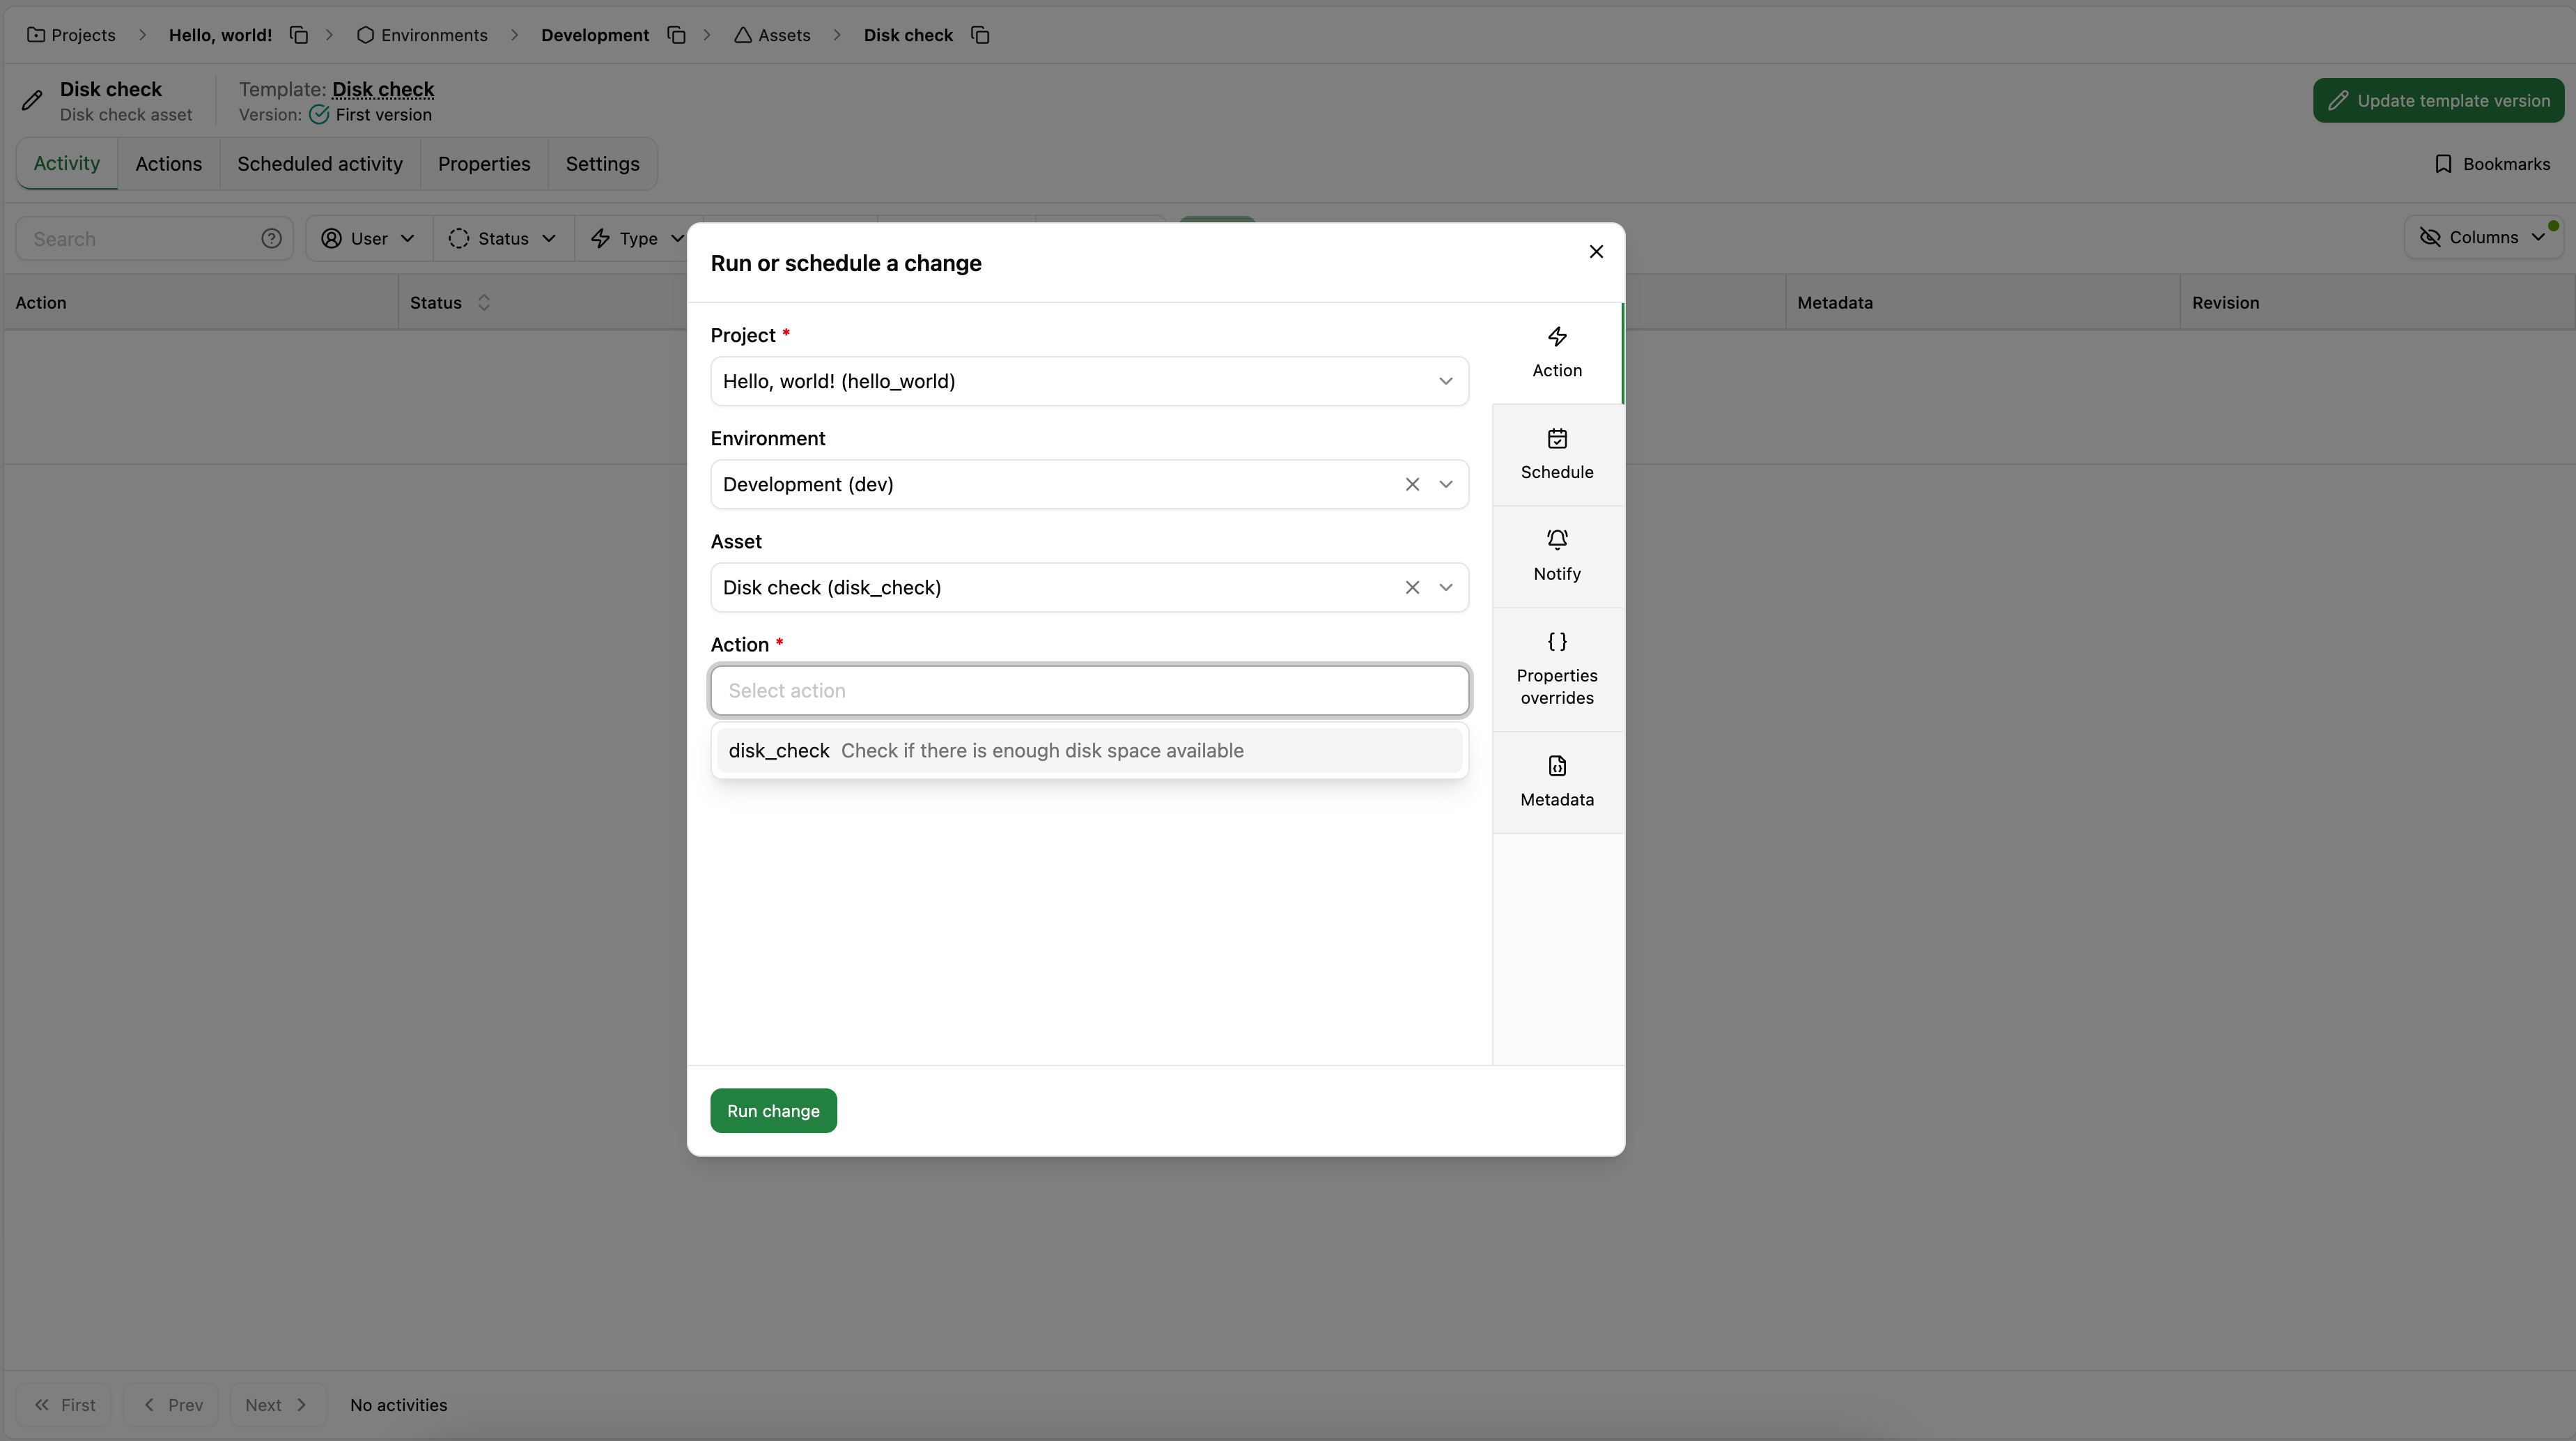 Projects > Hello, world! > Environments > Development > Assets > Disk check
Disk check
Disk check asset
Template: Disk check
Version: First version
Update template version
Activity Actions Scheduled activity Properties Settings
Bookmarks
Search User Status Type
Columns
Action Status Metadata Revision
Run or schedule a change
Project *
Hello, world! (hello_world)
Environment
Development (dev)
Asset
Disk check (disk_check)
Action *
Select action
disk_check Check if there is enough disk space available
Action
Schedule
Notify
{ }
Properties
overrides
Metadata
Run change
First Prev Next No activities